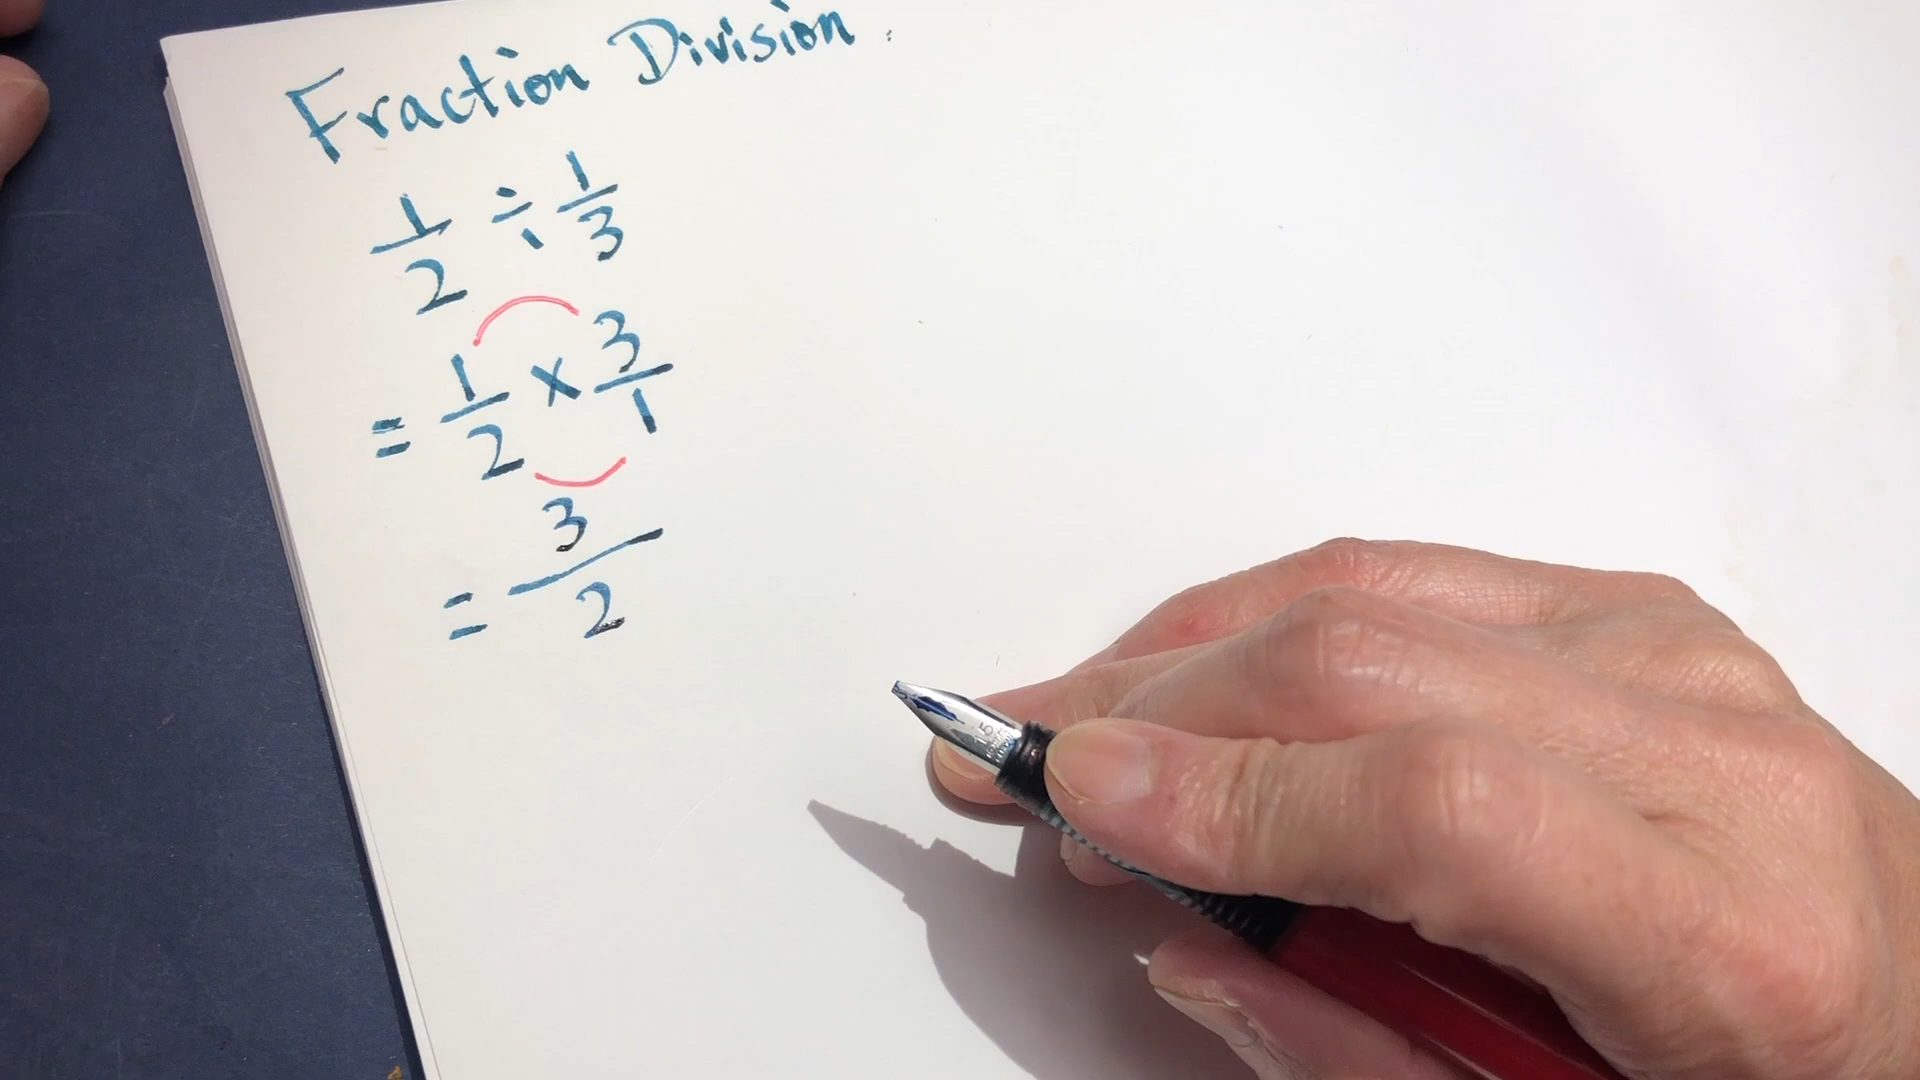 Fraction Division
1/2 ÷ 1/3
= 1/2 × 3/1
= 3/2